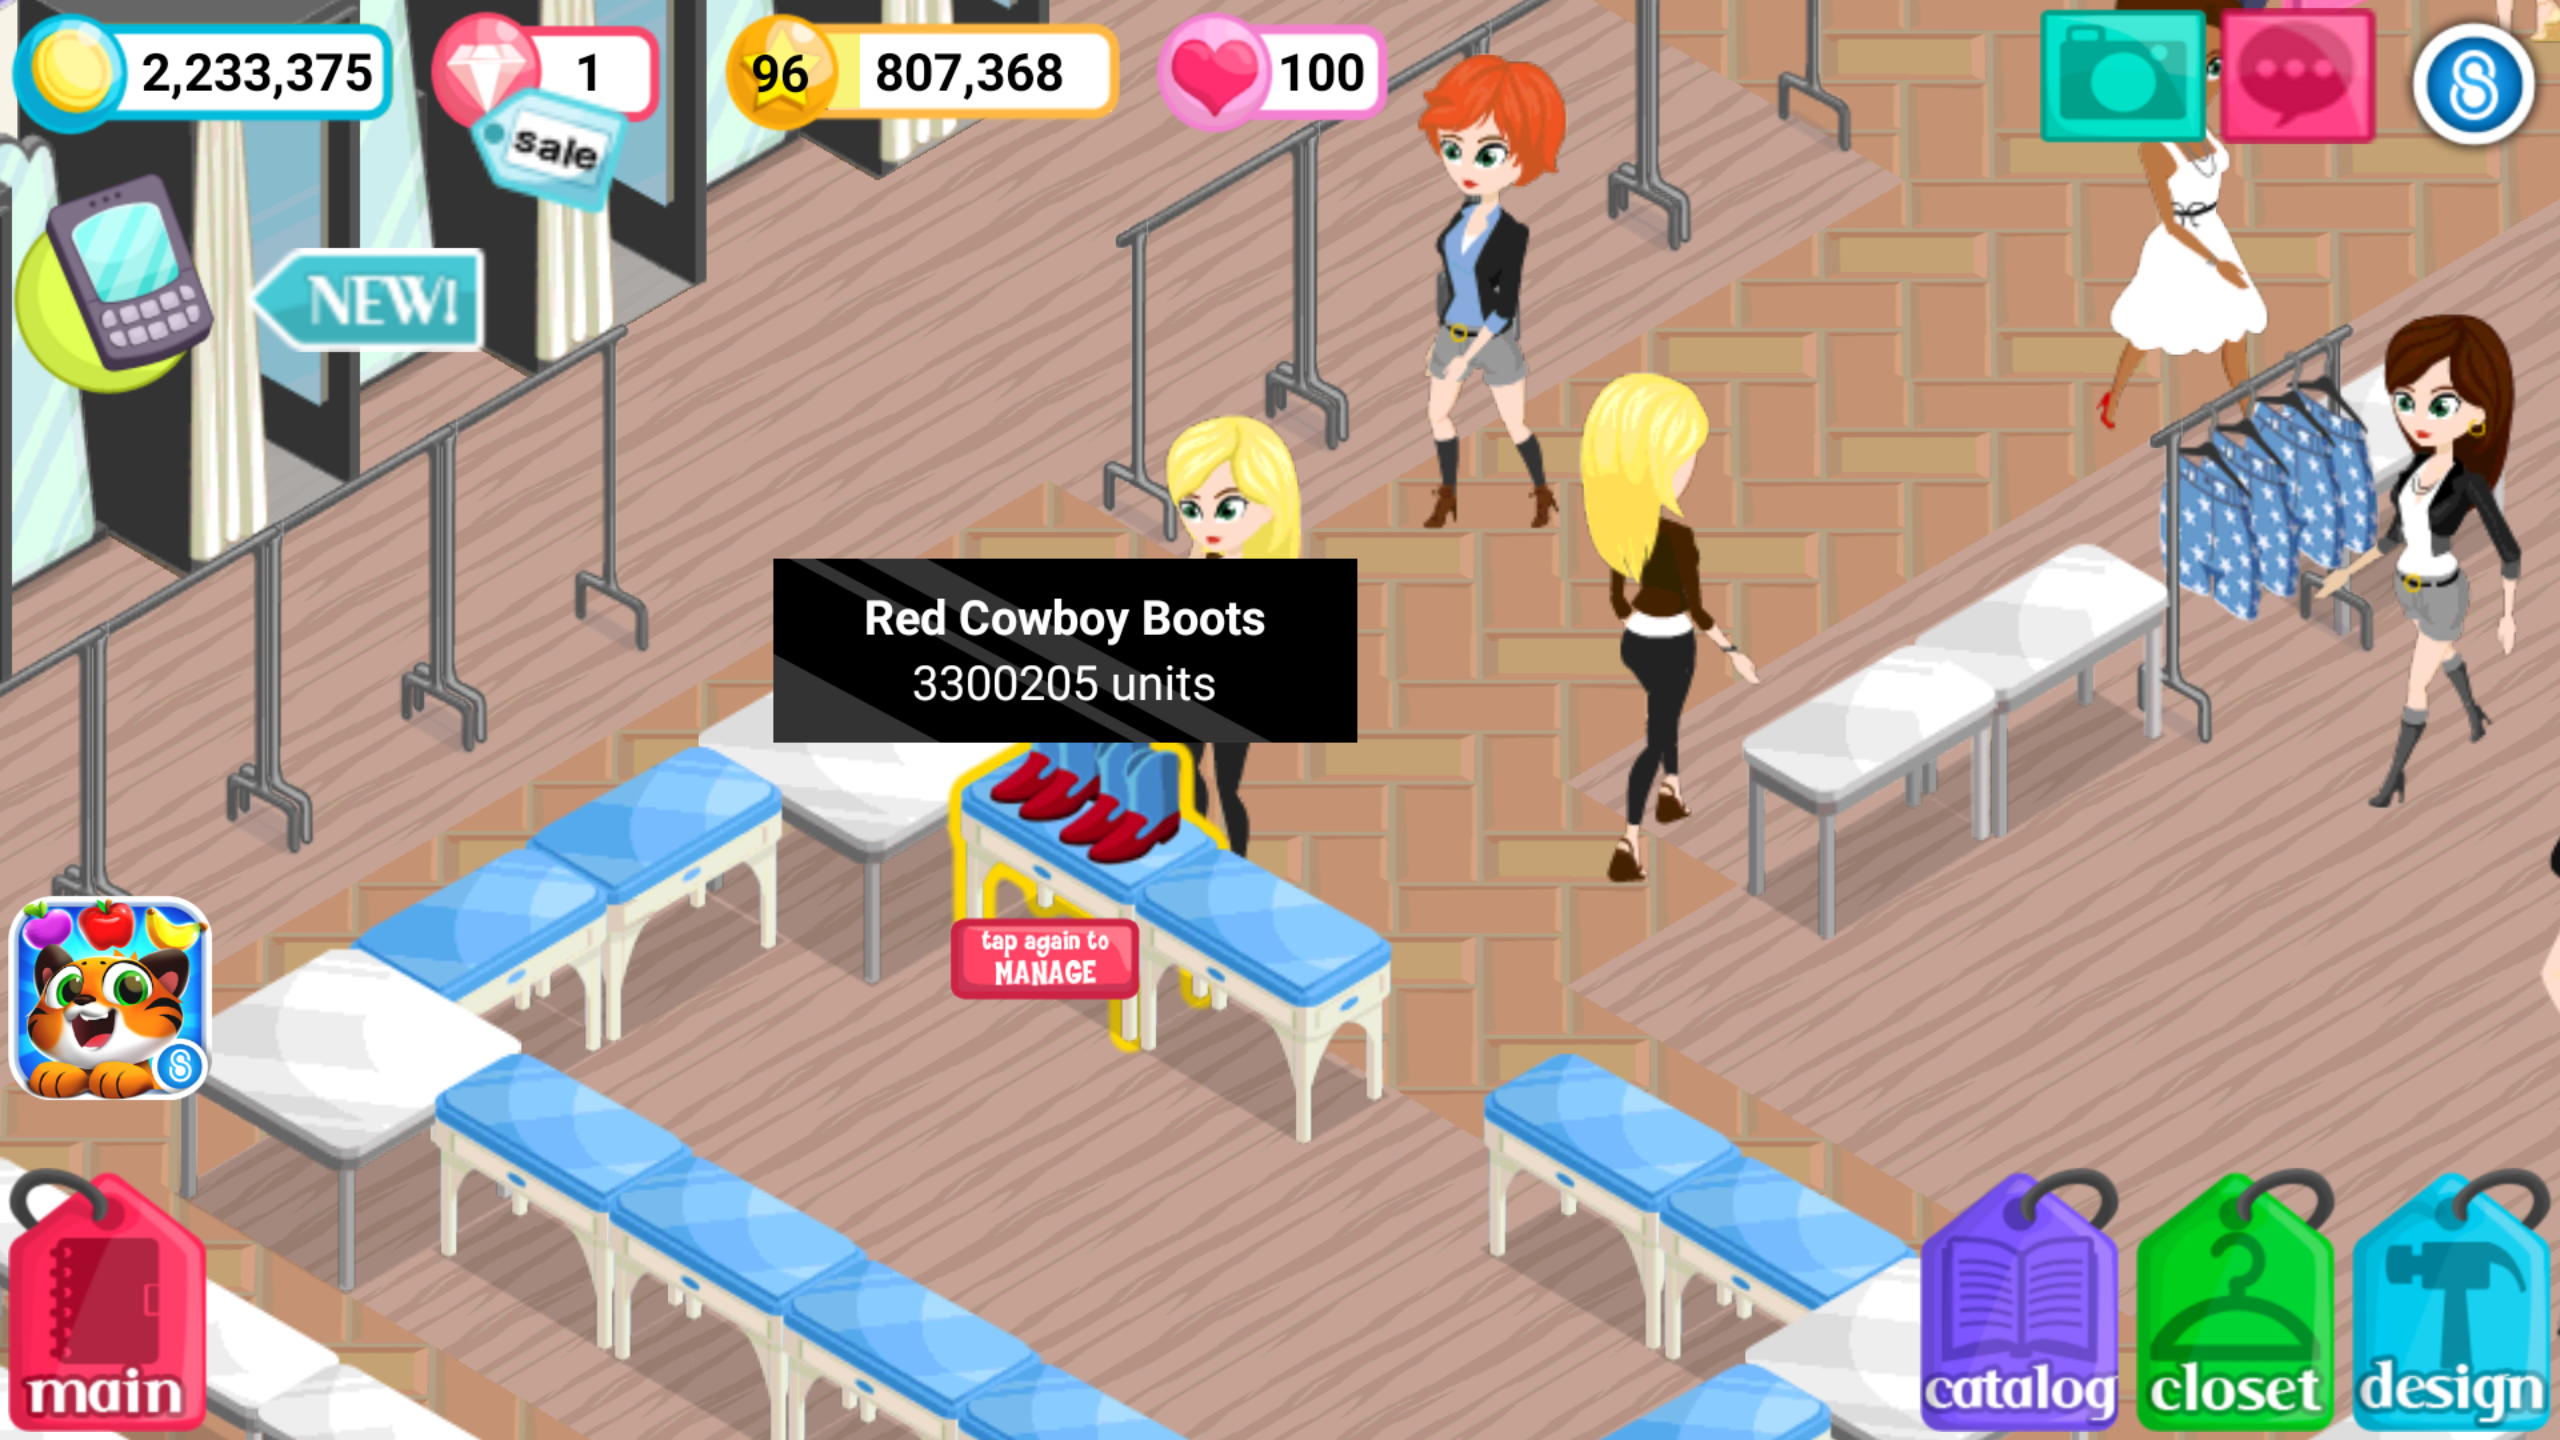 2,233,375
1
96
807,368
100
sale
NEW!
Red Cowboy Boots
3300205 units
tap again to
MANAGE
main
catalog
closet
design